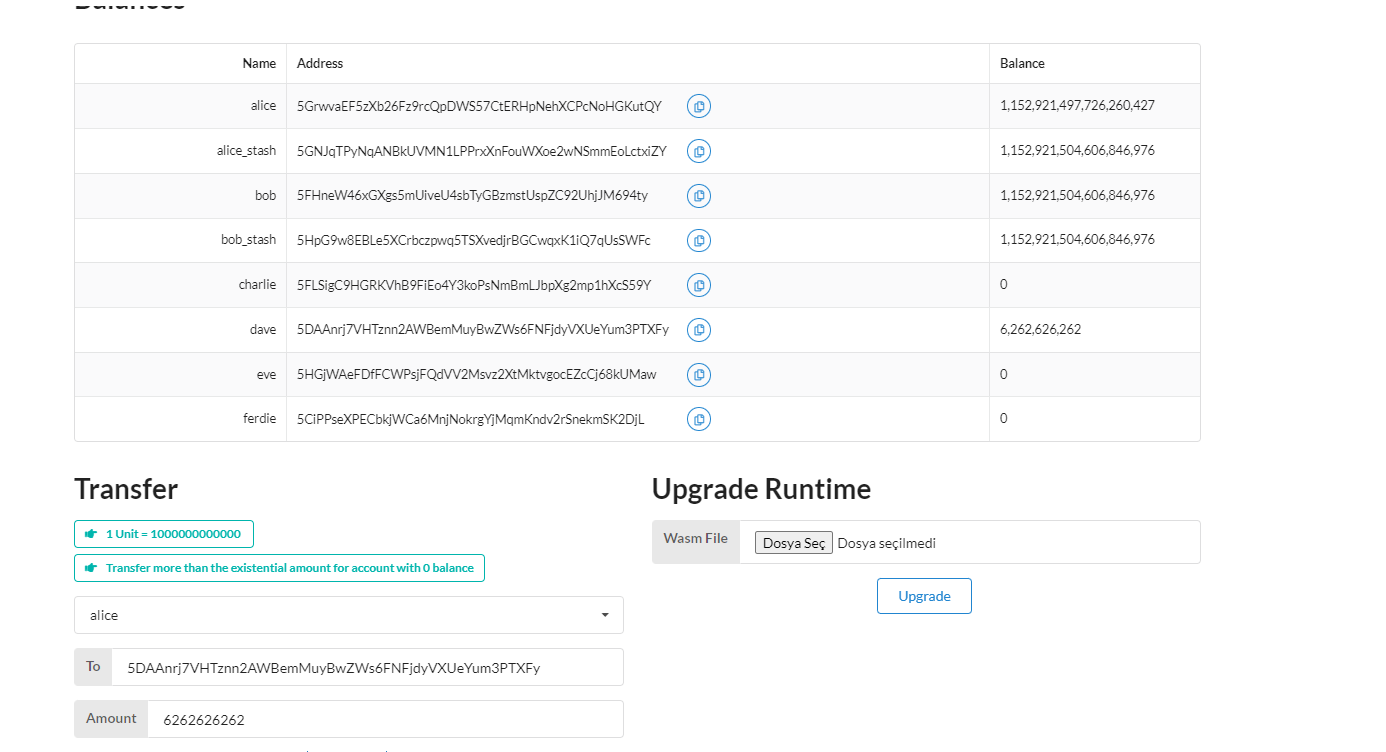 Balances
Name Address Balance
alice 5GrwvaEF5zXb26Fz9rcQpDWS57CtERHpNehXCPcNoHGKutQY 1,152,921,497,726,260,427
alice_stash 5GNJqTPyNqANBkUVMN1LPPrxXnFouWXoe2wNSmmEoLctxiZY 1,152,921,504,606,846,976
bob 5FHneW46xGXgs5mUiveU4sbTyGBzmstUspZC92UhjJM694ty 1,152,921,504,606,846,976
bob_stash 5HpG9w8EBLe5XCrbczpwq5TSXvedjrBGCwqxK1iQ7qUsSWFc 1,152,921,504,606,846,976
charlie 5FLSigC9HGRKVhB9FiEo4Y3koPsNmBmLJbpXg2mp1hXcS59Y 0
dave 5DAAnrj7VHTznn2AWBemMuyBwZWs6FNFjdyVXUeYum3PTXFy 6,262,626,262
eve 5HGjWAeFDfFCWPsjFQdVV2Msvz2XtMktvgocEZcCj68kUMaw 0
ferdie 5CiPPseXPECbkjWCa6MnjNokrgYjMqmKndv2rSnekmSK2DjL 0
Transfer
1 Unit = 1000000000000
Transfer more than the existential amount for account with 0 balance
alice
To 5DAAnrj7VHTznn2AWBemMuyBwZWs6FNFjdyVXUeYum3PTXFy
Amount 6262626262
Upgrade Runtime
Wasm File Dosya Seç Dosya seçilmedi
Upgrade